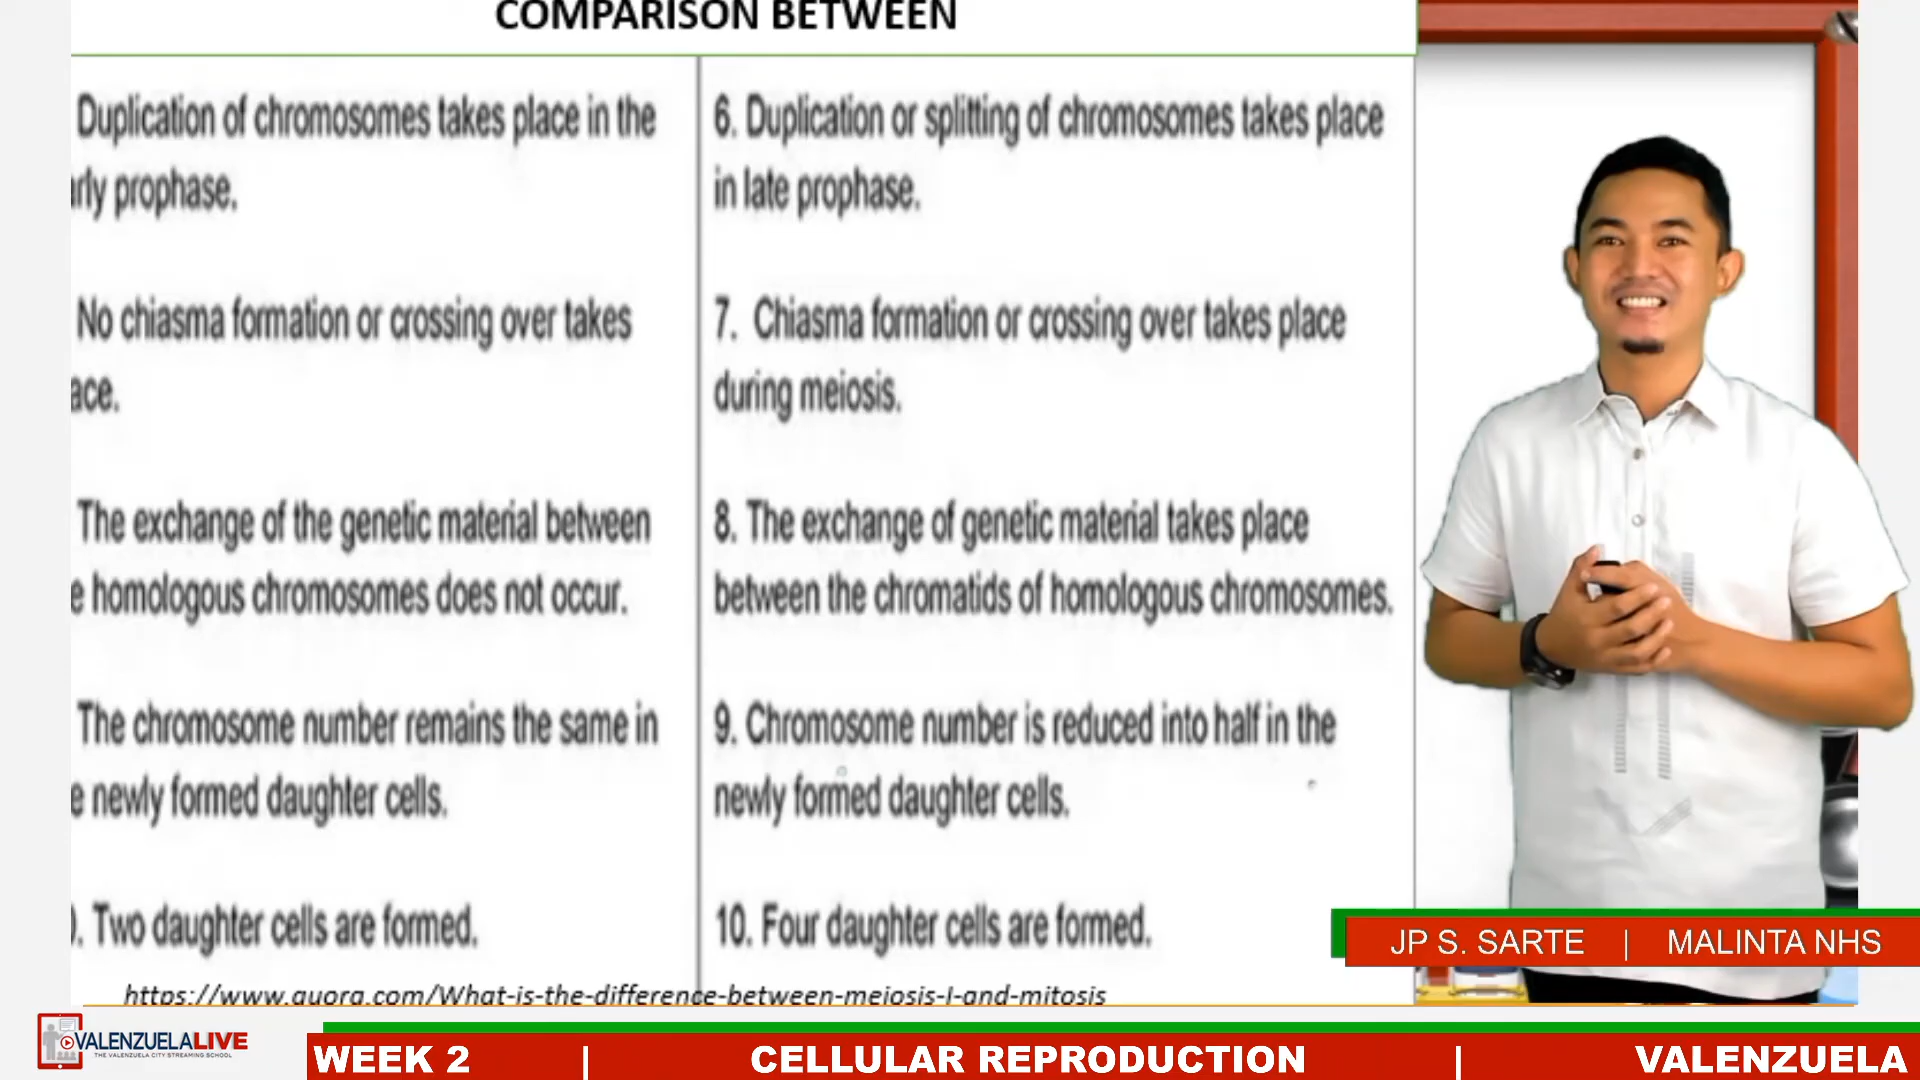 COMPARISON BETWEEN
Duplication of chromosomes takes place in the
rly prophase.
No chiasma formation or crossing over takes
ace.
The exchange of the genetic material between
e homologous chromosomes does not occur.
The chromosome number remains the same in
e newly formed daughter cells.
. Two daughter cells are formed.
6. Duplication or splitting of chromosomes takes place
in late prophase.
7. Chiasma formation or crossing over takes place
during meiosis.
8. The exchange of genetic material takes place
between the chromatids of homologous chromosomes.
9. Chromosome number is reduced into half in the
newly formed daughter cells.
10. Four daughter cells are formed.
https://www.quora.com/What-is-the-difference-between-meiosis-I-and-mitosis
JP S. SARTE | MALINTA NHS
VALENZUELALIVE
THE VALENZUELA CITY STREAMING SCHOOL
WEEK 2 | CELLULAR REPRODUCTION | VALENZUELA